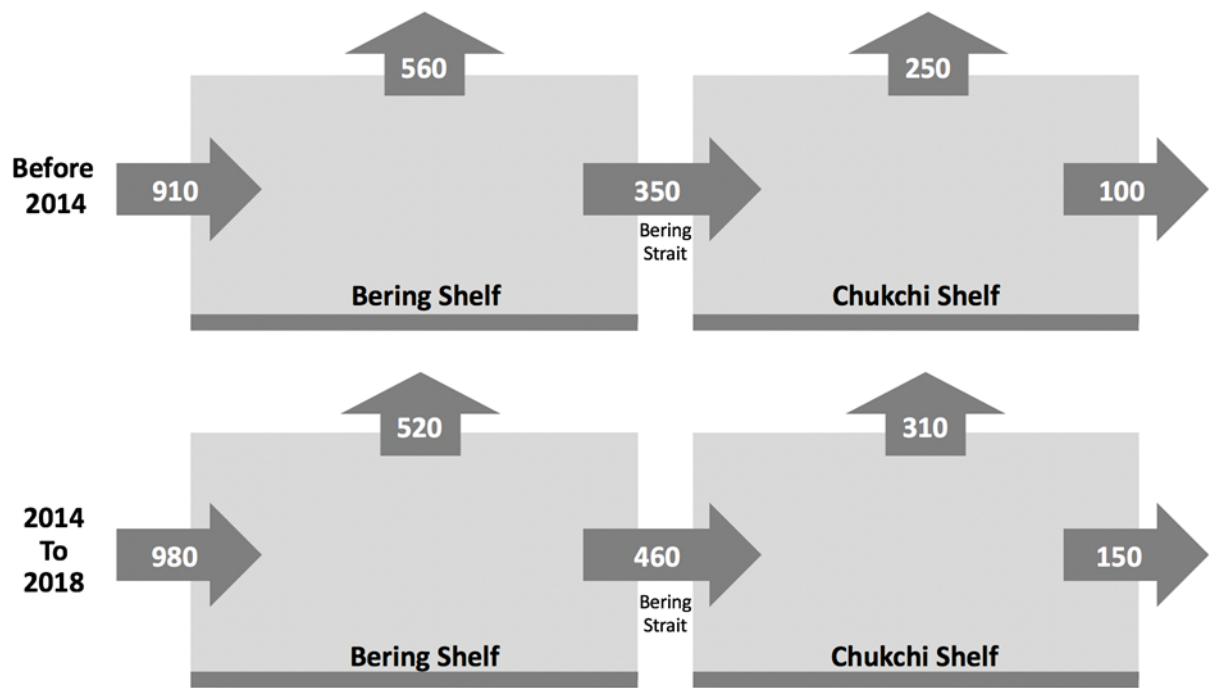 560
250
Before
2014
910
350
100
Bering
Strait
Bering Shelf
Chukchi Shelf
520
310
2014
To
2018
980
460
150
Bering
Strait
Bering Shelf
Chukchi Shelf